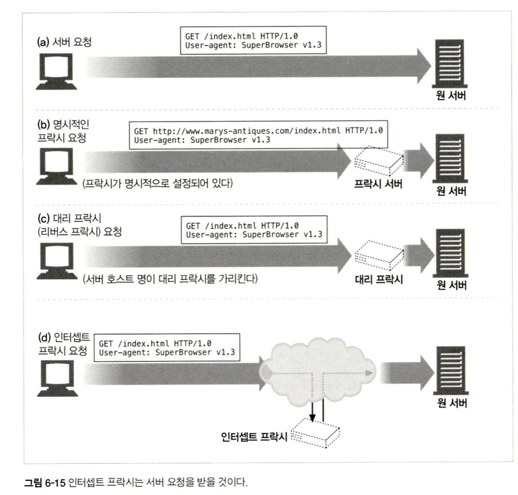 (a) 서버 요청
GET /index.html HTTP/1.0
User-agent: SuperBrowser v1.3
원 서버
(b) 명시적인
프락시 요청
GET http://www.marys-antiques.com/index.html HTTP/1.0
User-agent: SuperBrowser v1.3
(프락시가 명시적으로 설정되어 있다)
프락시 서버
원 서버
(c) 대리 프락시
(리버스 프락시) 요청
GET /index.html HTTP/1.0
User-agent: SuperBrowser v1.3
(서버 호스트 명이 대리 프락시를 가리킨다)
대리 프락시
원 서버
(d) 인터셉트
프락시 요청
GET /index.html HTTP/1.0
User-agent: SuperBrowser v1.3
원 서버
인터셉트 프락시
그림 6-15 인터셉트 프락시는 서버 요청을 받을 것이다.